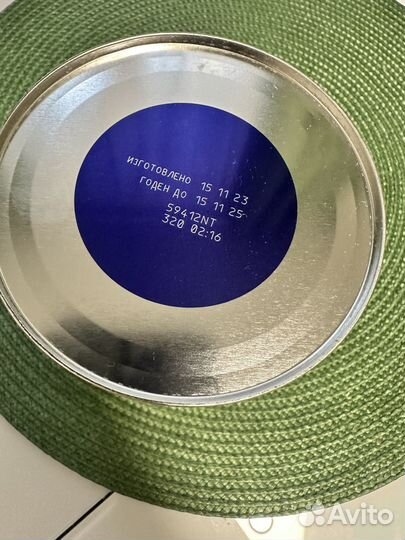 ИЗГОТОВЛЕНО 15 11 23
ГОДЕН ДО 15 11 25
59412NT
320 02:16
Avito